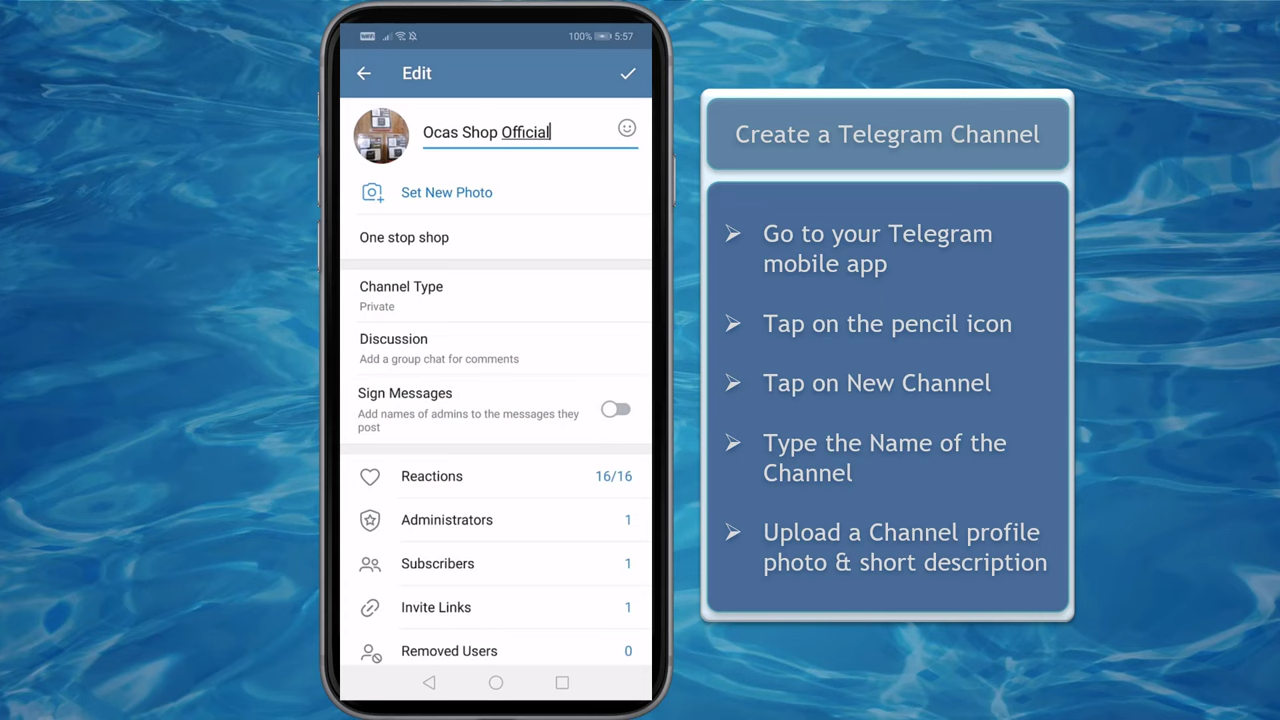 WiFi 100% 5:57
Edit
Ocas Shop Official
Set New Photo
One stop shop
Channel Type
Private
Discussion
Add a group chat for comments
Sign Messages
Add names of admins to the messages they
post
Reactions 16/16
Administrators 1
Subscribers 1
Invite Links 1
Removed Users 0
Create a Telegram Channel
Go to your Telegram
mobile app
Tap on the pencil icon
Tap on New Channel
Type the Name of the
Channel
Upload a Channel profile
photo & short description